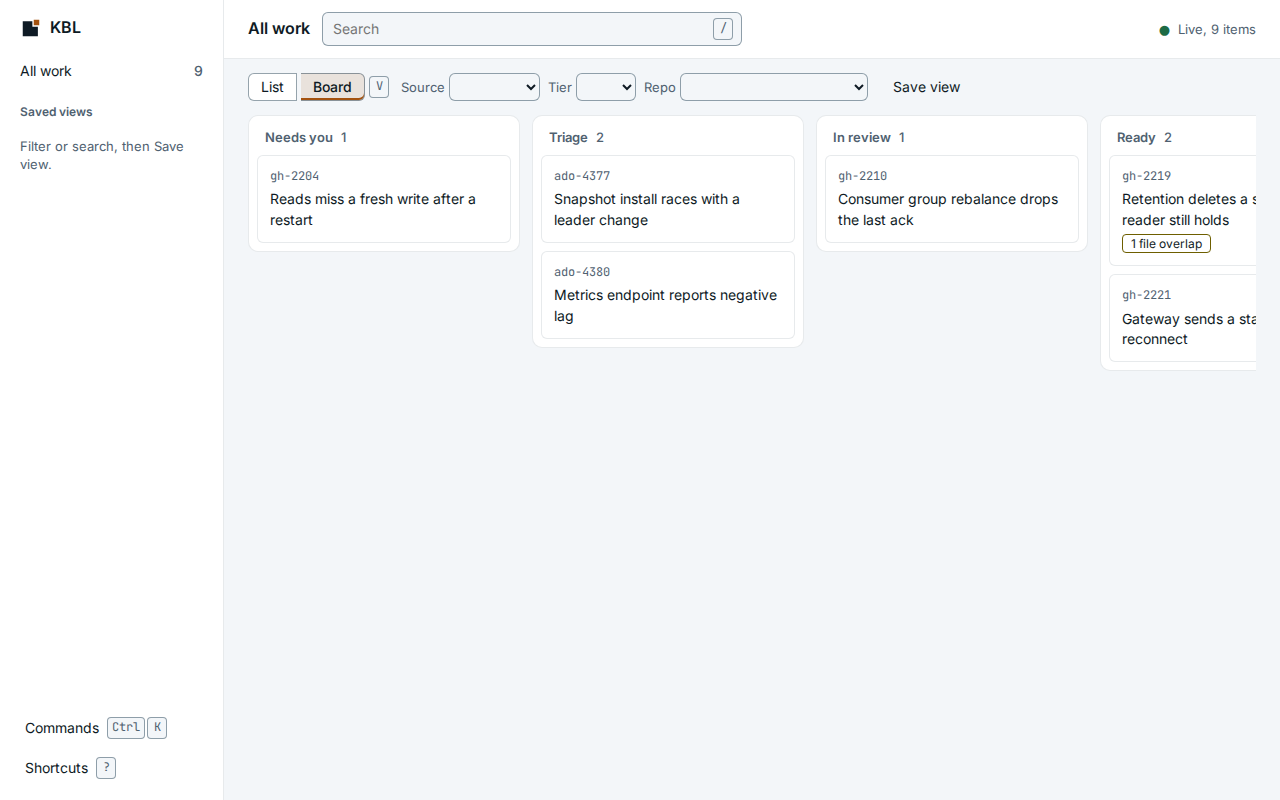 KBL
All work
9
Saved views
Filter or search, then Save
view.
Commands Ctrl K
Shortcuts ?
All work
Search /
Live, 9 items
List Board V Source Tier Repo Save view
Needs you 1
gh-2204
Reads miss a fresh write after a
restart
Triage 2
ado-4377
Snapshot install races with a
leader change
ado-4380
Metrics endpoint reports negative
lag
In review 1
gh-2210
Consumer group rebalance drops
the last ack
Ready 2
gh-2219
Retention deletes a
reader still holds
1 file overlap
gh-2221
Gateway sends a
reconnect